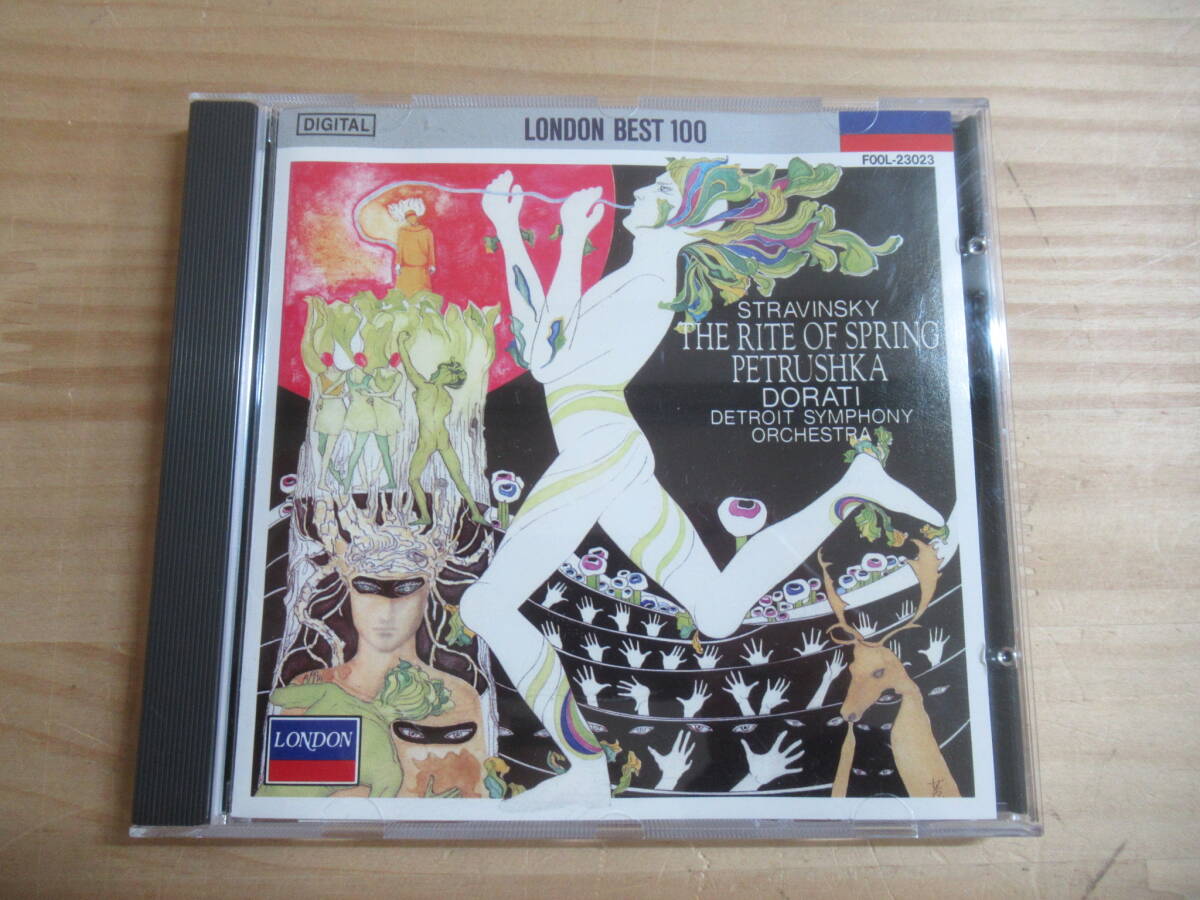 DIGITAL
LONDON BEST 100
F00L-23023
STRAVINSKY
THE RITE OF SPRING
PETRUSHKA
DORATI
DETROIT SYMPHONY
ORCHESTRA
LONDON